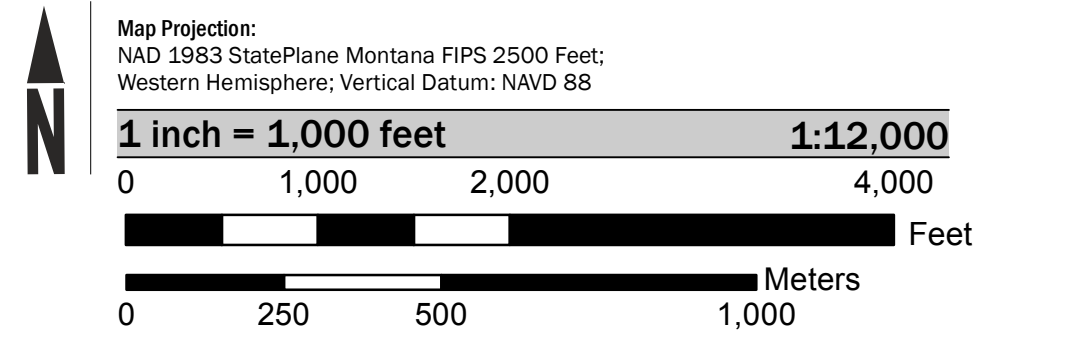 N
Map Projection:
NAD 1983 StatePlane Montana FIPS 2500 Feet;
Western Hemisphere; Vertical Datum: NAVD 88
1 inch = 1,000 feet 1:12,000
0 1,000 2,000 4,000
Feet
Meters
0 250 500 1,000